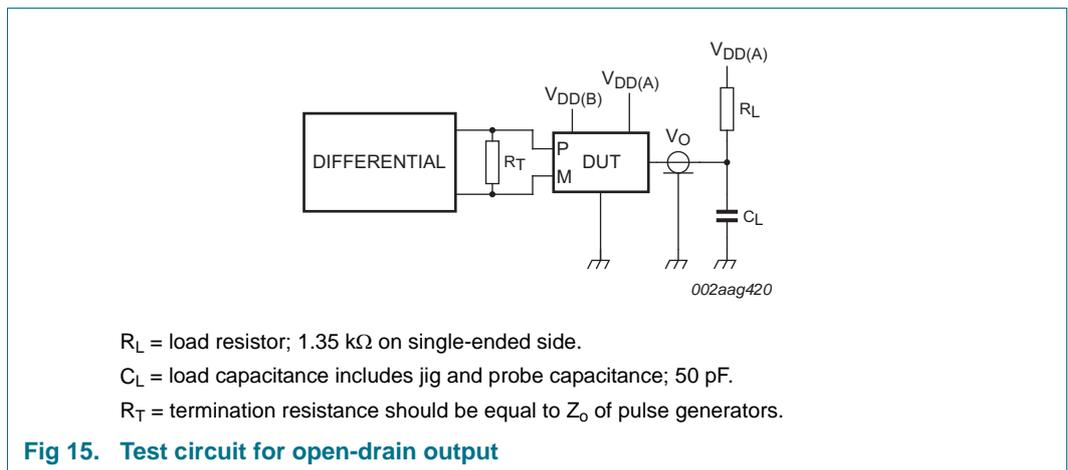 VDD(A)
VDD(A)
VDD(B)
RL
VO
DIFFERENTIAL
RT
P
DUT
M
CL
002aag420
RL = load resistor; 1.35 kΩ on single-ended side.
CL = load capacitance includes jig and probe capacitance; 50 pF.
RT = termination resistance should be equal to Zo of pulse generators.
Fig 15. Test circuit for open-drain output